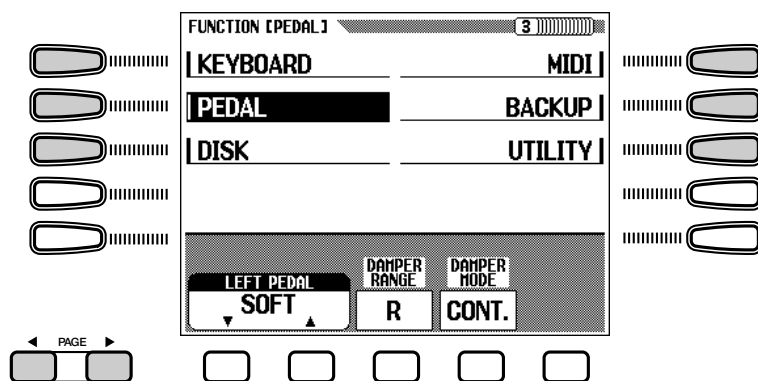 FUNCTION [PEDAL] 3
KEYBOARD MIDI
PEDAL BACKUP
DISK UTILITY
DAMPER RANGE
DAMPER MODE
LEFT PEDAL
SOFT
R
CONT.
PAGE